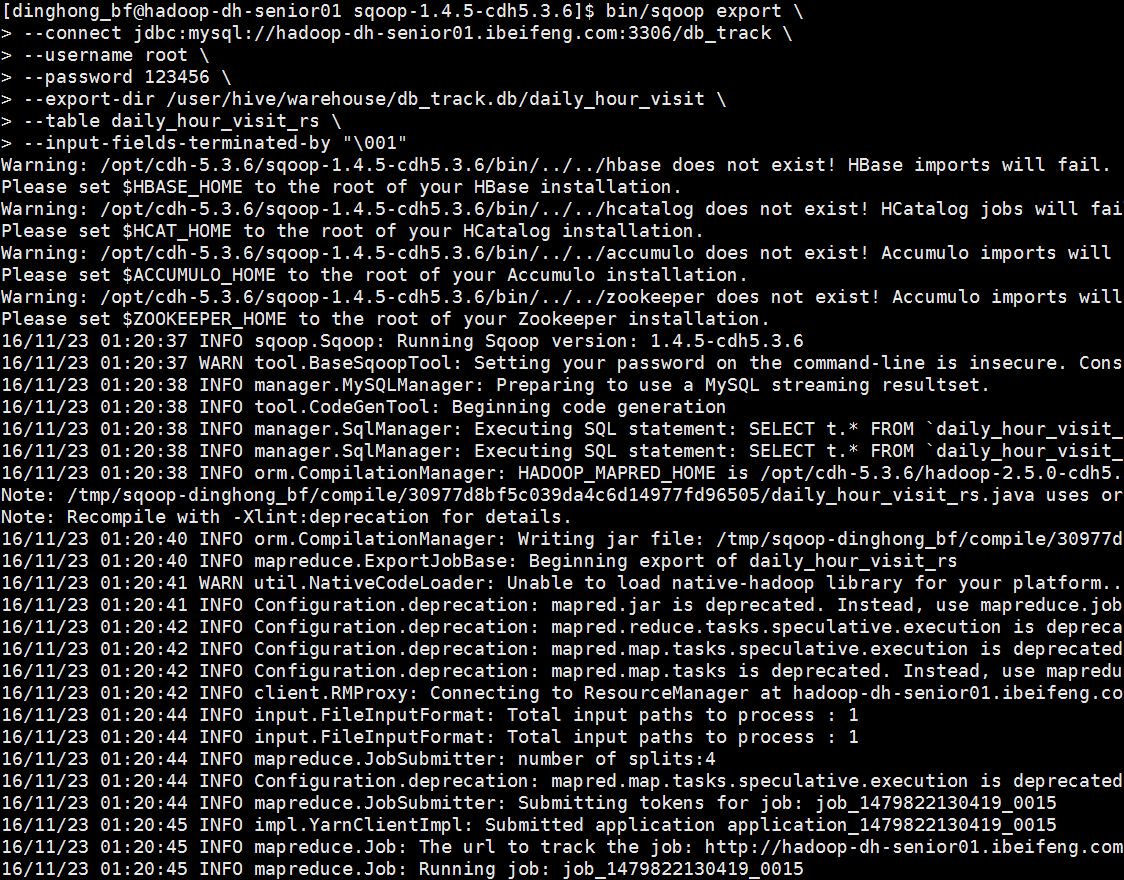 [dinghong_bf@hadoop-dh-senior01 sqoop-1.4.5-cdh5.3.6]$ bin/sqoop export \
> --connect jdbc:mysql://hadoop-dh-senior01.ibeifeng.com:3306/db_track \
> --username root \
> --password 123456 \
> --export-dir /user/hive/warehouse/db_track.db/daily_hour_visit \
> --table daily_hour_visit_rs \
> --input-fields-terminated-by "\001"
Warning: /opt/cdh-5.3.6/sqoop-1.4.5-cdh5.3.6/bin/../../hbase does not exist! HBase imports will fail.
Please set $HBASE_HOME to the root of your HBase installation.
Warning: /opt/cdh-5.3.6/sqoop-1.4.5-cdh5.3.6/bin/../../hcatalog does not exist! HCatalog jobs will fai
Please set $HCAT_HOME to the root of your HCatalog installation.
Warning: /opt/cdh-5.3.6/sqoop-1.4.5-cdh5.3.6/bin/../../accumulo does not exist! Accumulo imports will
Please set $ACCUMULO_HOME to the root of your Accumulo installation.
Warning: /opt/cdh-5.3.6/sqoop-1.4.5-cdh5.3.6/bin/../../zookeeper does not exist! Accumulo imports will
Please set $ZOOKEEPER_HOME to the root of your Zookeeper installation.
16/11/23 01:20:37 INFO sqoop.Sqoop: Running Sqoop version: 1.4.5-cdh5.3.6
16/11/23 01:20:37 WARN tool.BaseSqoopTool: Setting your password on the command-line is insecure. Cons
16/11/23 01:20:38 INFO manager.MySQLManager: Preparing to use a MySQL streaming resultset.
16/11/23 01:20:38 INFO tool.CodeGenTool: Beginning code generation
16/11/23 01:20:38 INFO manager.SqlManager: Executing SQL statement: SELECT t.* FROM `daily_hour_visit_
16/11/23 01:20:38 INFO manager.SqlManager: Executing SQL statement: SELECT t.* FROM `daily_hour_visit_
16/11/23 01:20:38 INFO orm.CompilationManager: HADOOP_MAPRED_HOME is /opt/cdh-5.3.6/hadoop-2.5.0-cdh5.
Note: /tmp/sqoop-dinghong_bf/compile/30977d8bf5c039da4c6d14977fd96505/daily_hour_visit_rs.java uses or
Note: Recompile with -Xlint:deprecation for details.
16/11/23 01:20:40 INFO orm.CompilationManager: Writing jar file: /tmp/sqoop-dinghong_bf/compile/30977d
16/11/23 01:20:40 INFO mapreduce.ExportJobBase: Beginning export of daily_hour_visit_rs
16/11/23 01:20:41 WARN util.NativeCodeLoader: Unable to load native-hadoop library for your platform..
16/11/23 01:20:41 INFO Configuration.deprecation: mapred.jar is deprecated. Instead, use mapreduce.job
16/11/23 01:20:42 INFO Configuration.deprecation: mapred.reduce.tasks.speculative.execution is depreca
16/11/23 01:20:42 INFO Configuration.deprecation: mapred.map.tasks.speculative.execution is deprecated
16/11/23 01:20:42 INFO Configuration.deprecation: mapred.map.tasks is deprecated. Instead, use mapredu
16/11/23 01:20:42 INFO client.RMProxy: Connecting to ResourceManager at hadoop-dh-senior01.ibeifeng.co
16/11/23 01:20:44 INFO input.FileInputFormat: Total input paths to process : 1
16/11/23 01:20:44 INFO input.FileInputFormat: Total input paths to process : 1
16/11/23 01:20:44 INFO mapreduce.JobSubmitter: number of splits:4
16/11/23 01:20:44 INFO Configuration.deprecation: mapred.map.tasks.speculative.execution is deprecated
16/11/23 01:20:44 INFO mapreduce.JobSubmitter: Submitting tokens for job: job_1479822130419_0015
16/11/23 01:20:45 INFO impl.YarnClientImpl: Submitted application application_1479822130419_0015
16/11/23 01:20:45 INFO mapreduce.Job: The url to track the job: http://hadoop-dh-senior01.ibeifeng.com
16/11/23 01:20:45 INFO mapreduce.Job: Running job: job_1479822130419_0015